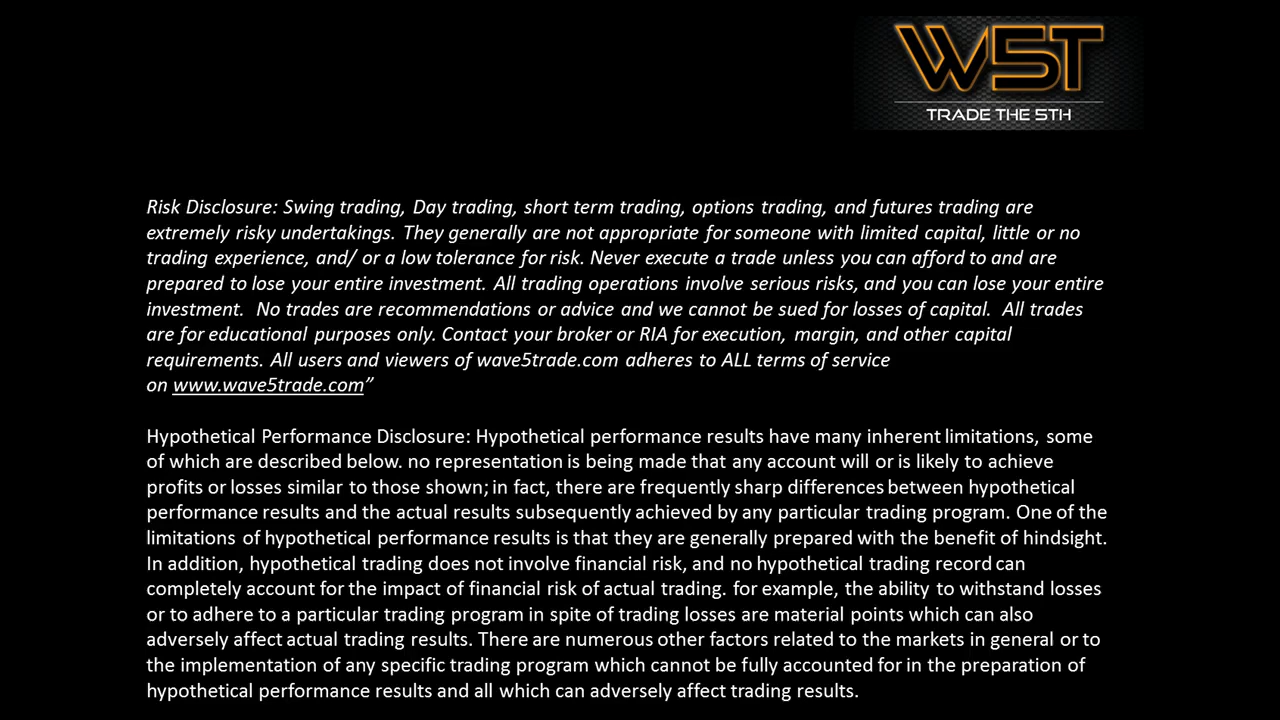 W5T
TRADE THE 5TH
Risk Disclosure: Swing trading, Day trading, short term trading, options trading, and futures trading are
extremely risky undertakings. They generally are not appropriate for someone with limited capital, little or no
trading experience, and/ or a low tolerance for risk. Never execute a trade unless you can afford to and are
prepared to lose your entire investment. All trading operations involve serious risks, and you can lose your entire
investment. No trades are recommendations or advice and we cannot be sued for losses of capital. All trades
are for educational purposes only. Contact your broker or RIA for execution, margin, and other capital
requirements. All users and viewers of wave5trade.com adheres to ALL terms of service
on www.wave5trade.com”
Hypothetical Performance Disclosure: Hypothetical performance results have many inherent limitations, some
of which are described below. no representation is being made that any account will or is likely to achieve
profits or losses similar to those shown; in fact, there are frequently sharp differences between hypothetical
performance results and the actual results subsequently achieved by any particular trading program. One of the
limitations of hypothetical performance results is that they are generally prepared with the benefit of hindsight.
In addition, hypothetical trading does not involve financial risk, and no hypothetical trading record can
completely account for the impact of financial risk of actual trading. for example, the ability to withstand losses
or to adhere to a particular trading program in spite of trading losses are material points which can also
adversely affect actual trading results. There are numerous other factors related to the markets in general or to
the implementation of any specific trading program which cannot be fully accounted for in the preparation of
hypothetical performance results and all which can adversely affect trading results.